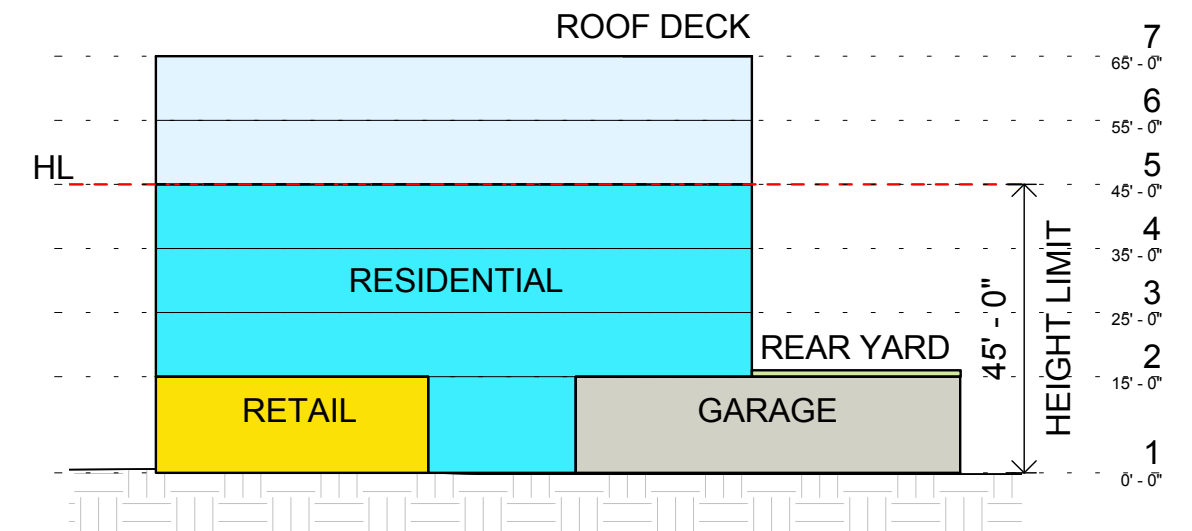 ROOF DECK
7
65' - 0"
6
55' - 0"
HL
5
45' - 0"
4
35' - 0"
RESIDENTIAL
3
25' - 0"
45' - 0"
HEIGHT LIMIT
REAR YARD
2
15' - 0"
RETAIL
GARAGE
1
0' - 0"